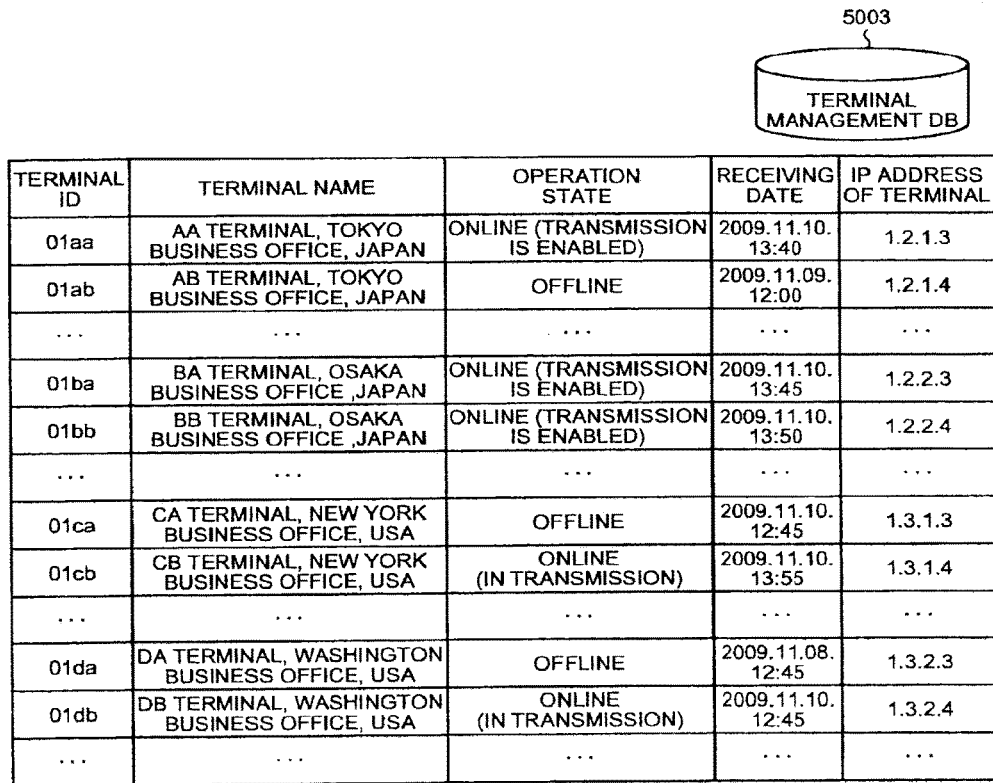 5003
TERMINAL
MANAGEMENT DB
TERMINAL ID | TERMINAL NAME | OPERATION STATE | RECEIVING DATE | IP ADDRESS OF TERMINAL
01aa | AA TERMINAL, TOKYO BUSINESS OFFICE, JAPAN | ONLINE (TRANSMISSION IS ENABLED) | 2009.11.10. 13:40 | 1.2.1.3
01ab | AB TERMINAL, TOKYO BUSINESS OFFICE, JAPAN | OFFLINE | 2009.11.09. 12:00 | 1.2.1.4
... | ... | ... | ... | ...
01ba | BA TERMINAL, OSAKA BUSINESS OFFICE ,JAPAN | ONLINE (TRANSMISSION IS ENABLED) | 2009.11.10. 13:45 | 1.2.2.3
01bb | BB TERMINAL, OSAKA BUSINESS OFFICE ,JAPAN | ONLINE (TRANSMISSION IS ENABLED) | 2009.11.10. 13:50 | 1.2.2.4
... | ... | ... | ... | ...
01ca | CA TERMINAL, NEW YORK BUSINESS OFFICE, USA | OFFLINE | 2009.11.10. 12:45 | 1.3.1.3
01cb | CB TERMINAL, NEW YORK BUSINESS OFFICE, USA | ONLINE (IN TRANSMISSION) | 2009.11.10. 13:55 | 1.3.1.4
... | ... | ... | ... | ...
01da | DA TERMINAL, WASHINGTON BUSINESS OFFICE, USA | OFFLINE | 2009.11.08. 12:45 | 1.3.2.3
01db | DB TERMINAL, WASHINGTON BUSINESS OFFICE, USA | ONLINE (IN TRANSMISSION) | 2009.11.10. 12:45 | 1.3.2.4
... | ... | ... | ... | ...